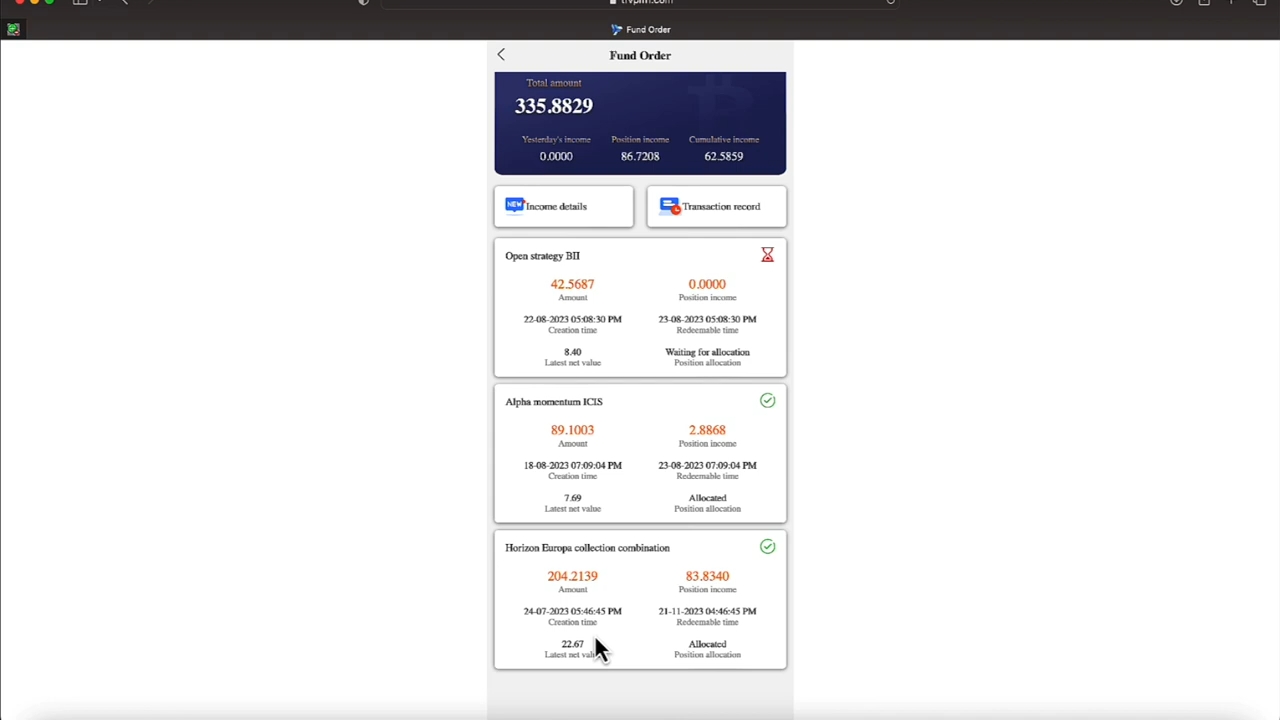 Fund Order
Fund Order
Total amount
335.8829
Yesterday's income Position income Cumulative income
0.0000 86.7208 62.5859
NEW Income details Transaction record
Open strategy BII
42.5687 0.0000
Amount Position income
22-08-2023 05:08:30 PM 23-08-2023 05:08:30 PM
Creation time Redeemable time
8.40 Waiting for allocation
Latest net value Position allocation
Alpha momentum ICIS
89.1003 2.8868
Amount Position income
18-08-2023 07:09:04 PM 23-08-2023 07:09:04 PM
Creation time Redeemable time
7.69 Allocated
Latest net value Position allocation
Horizon Europa collection combination
204.2139 83.8340
Amount Position income
24-07-2023 05:46:45 PM 21-11-2023 04:46:45 PM
Creation time Redeemable time
22.67 Allocated
Latest net Position allocation